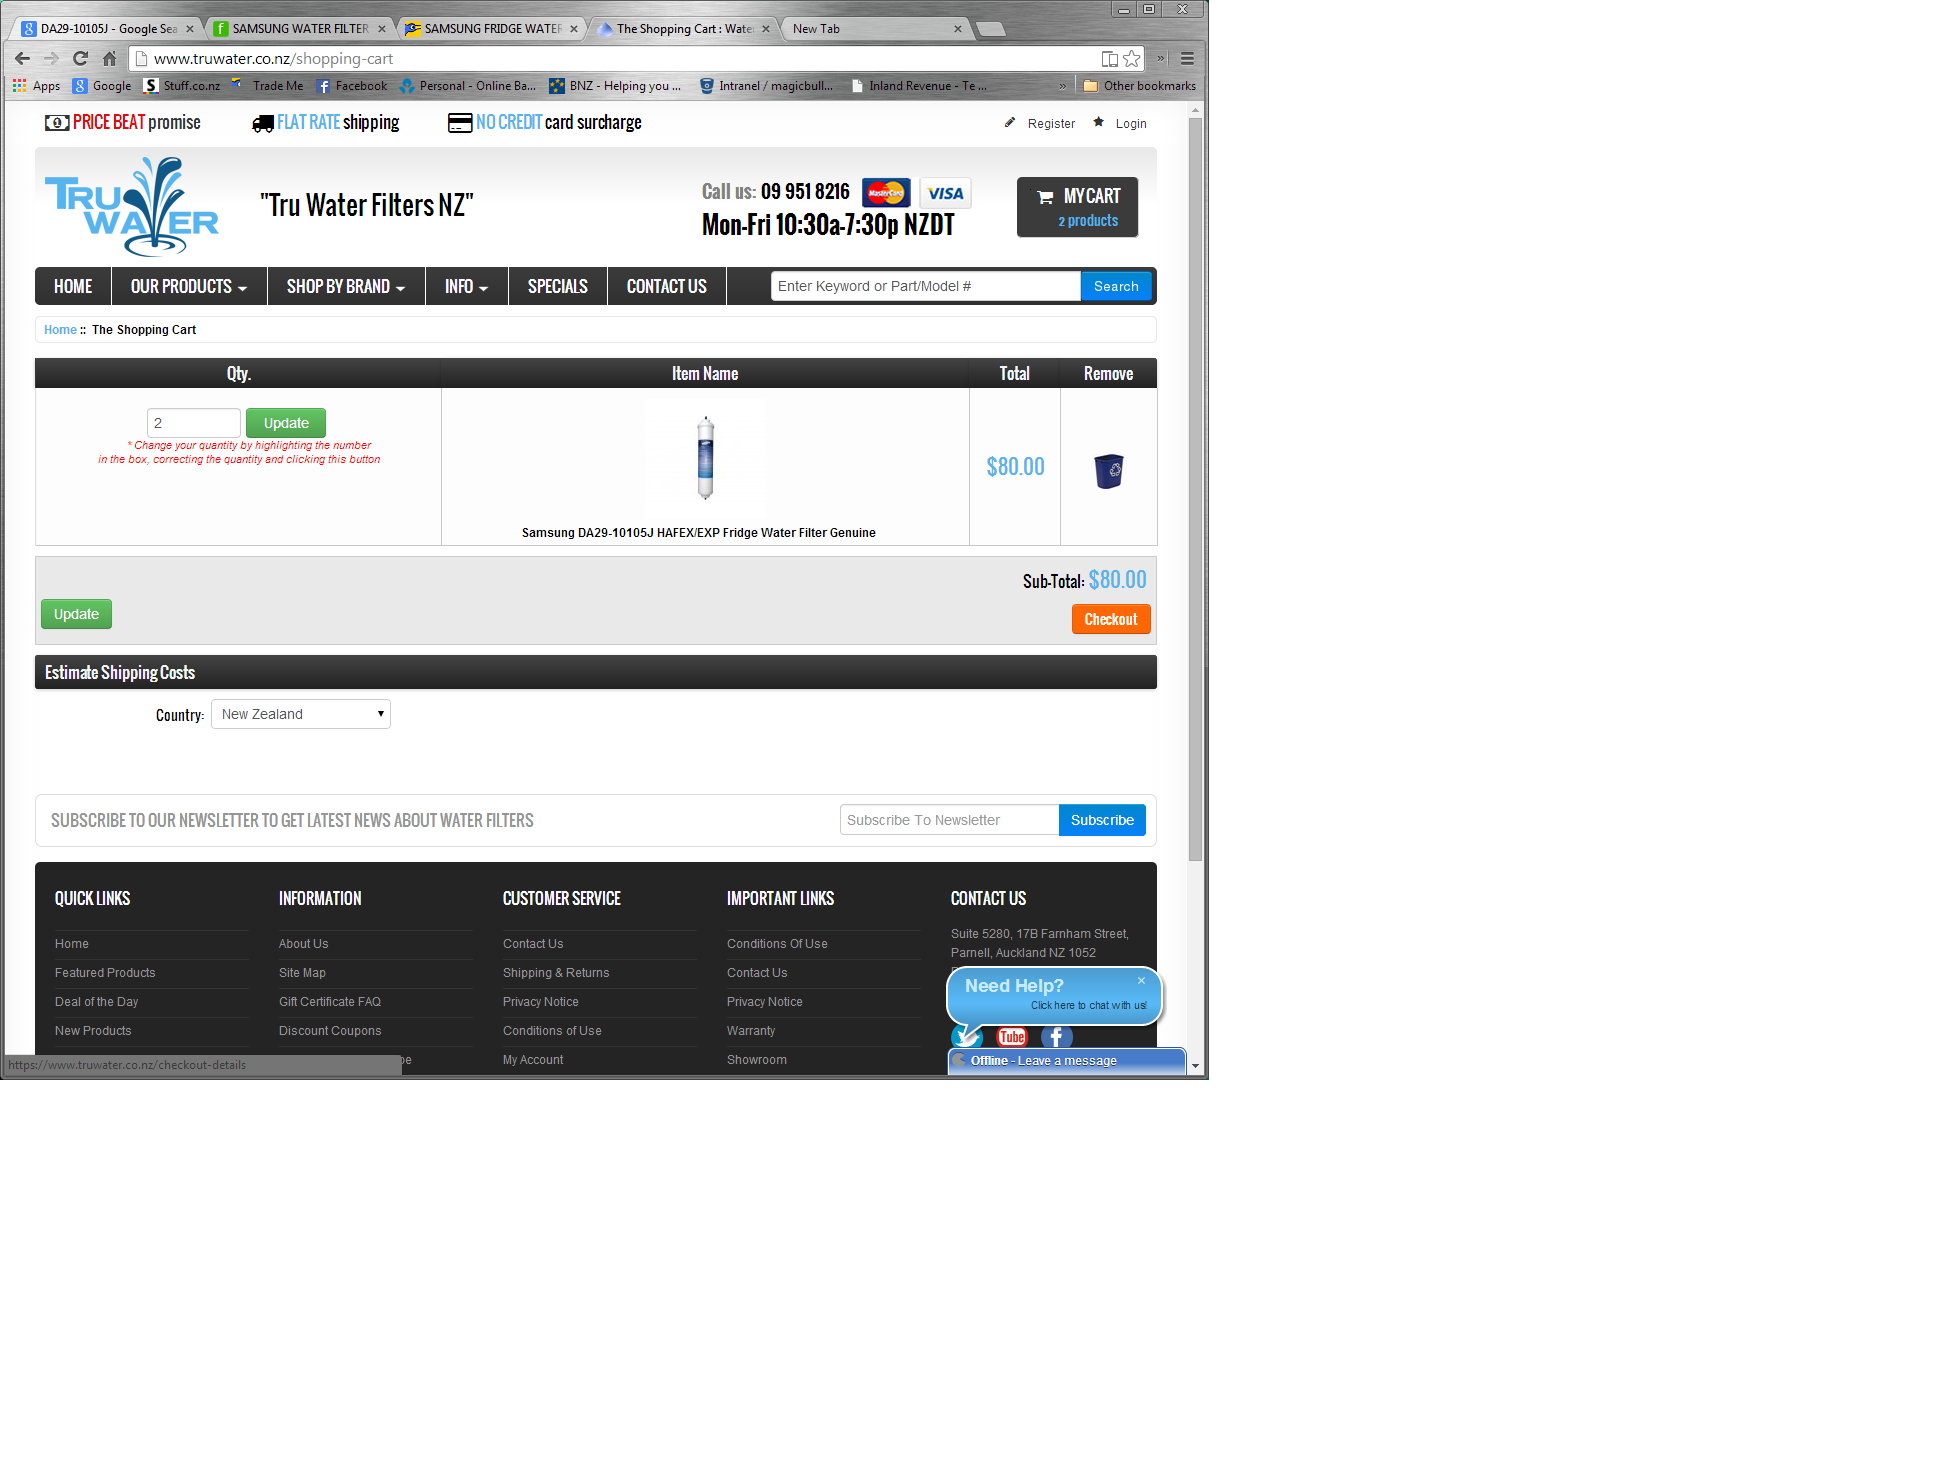 DA29-10105J - Google Sea
SAMSUNG WATER FILTER
SAMSUNG FRIDGE WATER
The Shopping Cart : Water
New Tab
www.truwater.co.nz/shopping-cart
Apps Google Stuff.co.nz Trade Me Facebook Personal - Online Ba... BNZ - Helping you ... Intranel / magicbull... Inland Revenue - Te ... » Other bookmarks
PRICE BEAT promise FLAT RATE shipping NO CREDIT card surcharge Register Login
TRU WATER
"Tru Water Filters NZ"
Call us: 09 951 8216 MasterCard VISA
Mon-Fri 10:30a-7:30p NZDT
MY CART
2 products
HOME OUR PRODUCTS SHOP BY BRAND INFO SPECIALS CONTACT US Enter Keyword or Part/Model # Search
Home :: The Shopping Cart
Qty. Item Name Total Remove
2 Update
* Change your quantity by highlighting the number
in the box, correcting the quantity and clicking this button
$80.00
Samsung DA29-10105J HAFEX/EXP Fridge Water Filter Genuine
Sub-Total: $80.00
Update Checkout
Estimate Shipping Costs
Country: New Zealand
SUBSCRIBE TO OUR NEWSLETTER TO GET LATEST NEWS ABOUT WATER FILTERS Subscribe To Newsletter Subscribe
QUICK LINKS INFORMATION CUSTOMER SERVICE IMPORTANT LINKS CONTACT US
Home About Us Contact Us Conditions Of Use Suite 5280, 17B Farnham Street,
Parnell, Auckland NZ 1052
Featured Products Site Map Shipping & Returns Contact Us
Need Help?
Click here to chat with us!
Deal of the Day Gift Certificate FAQ Privacy Notice Privacy Notice
New Products Discount Coupons Conditions of Use Warranty
Tube
My Account Showroom
https://www.truwater.co.nz/checkout-details
Offline - Leave a message